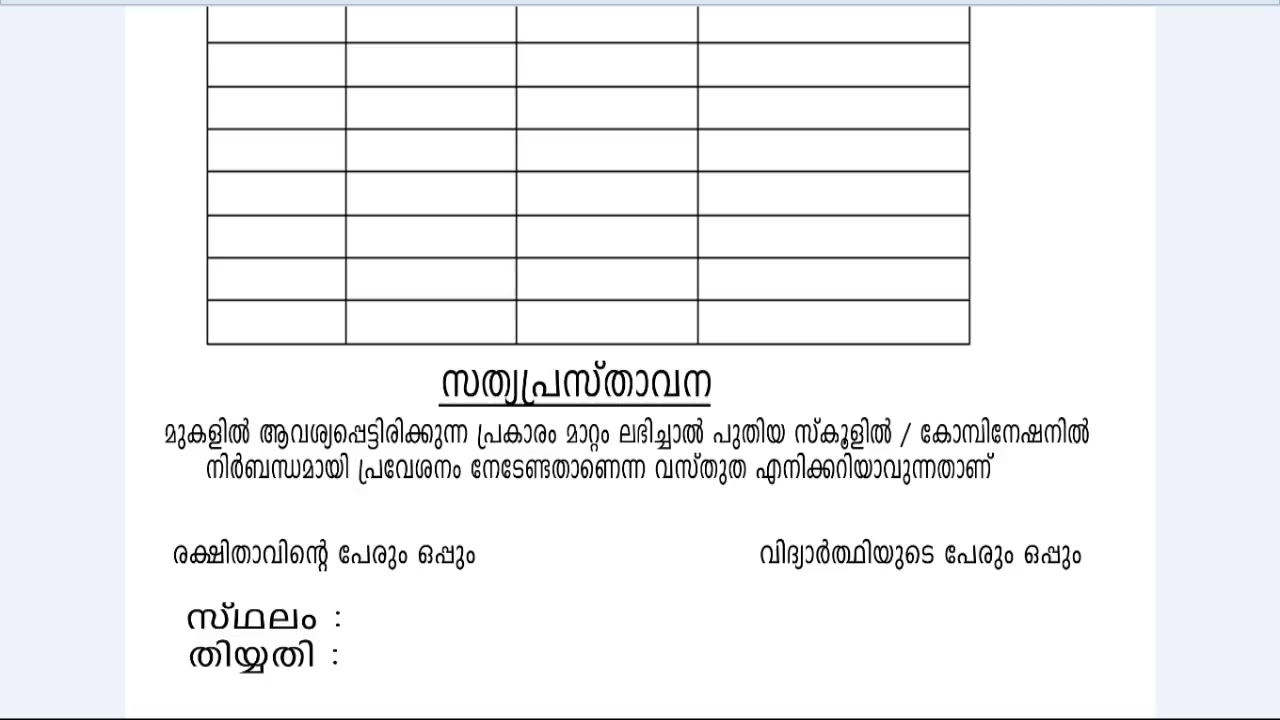 സത്യപ്രസ്താവന
മുകളിൽ ആവശ്യപ്പെട്ടിരിക്കുന്ന പ്രകാരം മാറ്റം ലഭിച്ചാൽ പുതിയ സ്കൂളിൽ / കോമ്പിനേഷനിൽ
നിർബന്ധമായി പ്രവേശനം നേടേണ്ടതാണെന്ന വസ്തുത എനിക്കറിയാവുന്നതാണ്
രക്ഷിതാവിന്റെ പേരും ഒപ്പും വിദ്യാർത്ഥിയുടെ പേരും ഒപ്പും
സ്ഥലം :
തിയ്യതി :